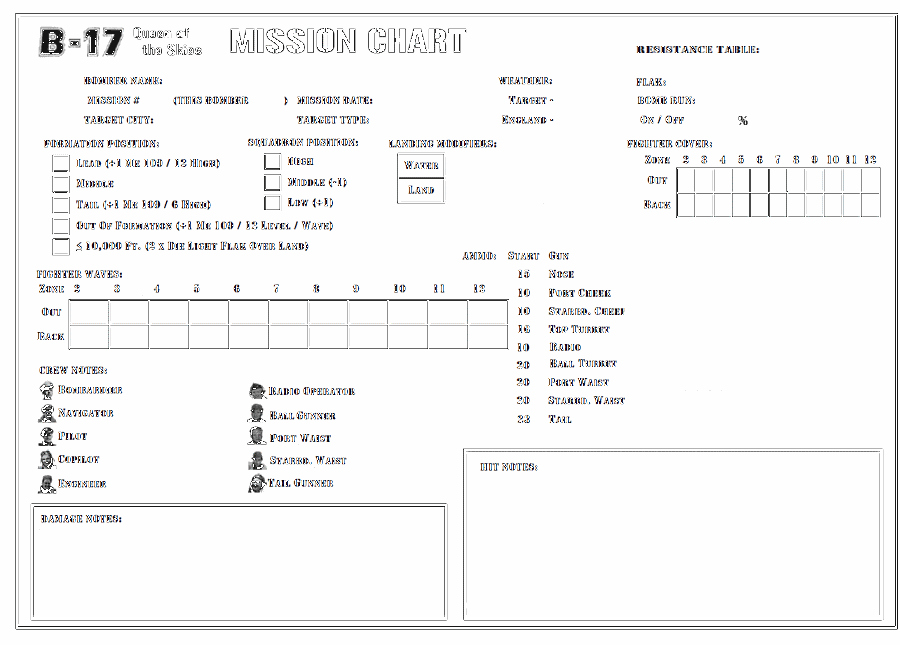 B-17 Queen of the Skies MISSION CHART
RESISTANCE TABLE:
BOMBER NAME: WEATHER: FLAK:
MISSION # (THIS BOMBER ) MISSION DATE: TARGET - BOMB RUN:
TARGET CITY: TARGET TYPE: ENGLAND - ON / OFF %
FORMATION POSITION: SQUADRON POSITION: LANDING MODIFIERS: FIGHTER COVER:
LEAD (+1 ME 109 / 12 HIGH) HIGH WATER ZONE 2 3 4 5 6 7 8 9 10 11 12
MIDDLE MIDDLE (-1) LAND OUT
TAIL (+1 ME 109 / 6 HIGH) LOW (+1) BACK
OUT OF FORMATION (+1 ME 109 / 12 LEVEL / WAVE)
≤ 10,000 FT. (2 X DIE LIGHT FLAK OVER LAND)
AMMO: START GUN
FIGHTER WAVES: 15 NOSE
ZONE 2 3 4 5 6 7 8 9 10 11 12
10 PORT CHEEK
OUT 10 STARBD. CHEEK
16 TOP TURRET
BACK 10 RADIO
20 BALL TURRET
CREW NOTES:
20 PORT WAIST
BOMBARDIER RADIO OPERATOR
20 STARBD. WAIST
NAVIGATOR BALL GUNNER
23 TAIL
PILOT PORT WAIST
COPILOT STARBD. WAIST
HIT NOTES:
ENGINEER TAIL GUNNER
DAMAGE NOTES: